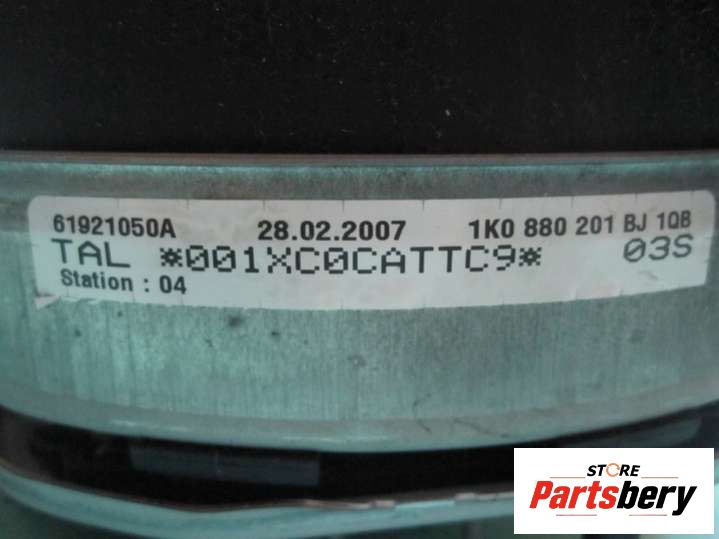 61921050A 28.02.2007 1K0 880 201 BJ 1QB
TAL *001XC0CATTC9* 03S
Station : 04
STORE
Partsbery